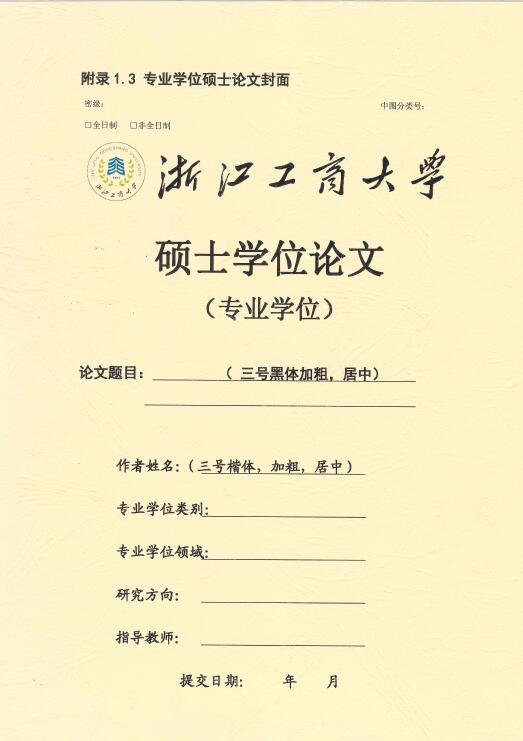 附录 1.3 专业学位硕士论文封面
密级：
中图分类号：
□全日制 □非全日制
浙江工商大学
硕士学位论文
（专业学位）
论文题目： （ 三号黑体加粗，居中）
作者姓名：（三号楷体，加粗，居中）
专业学位类别：
专业学位领域：
研究方向：
指导教师：
提交日期： 年 月